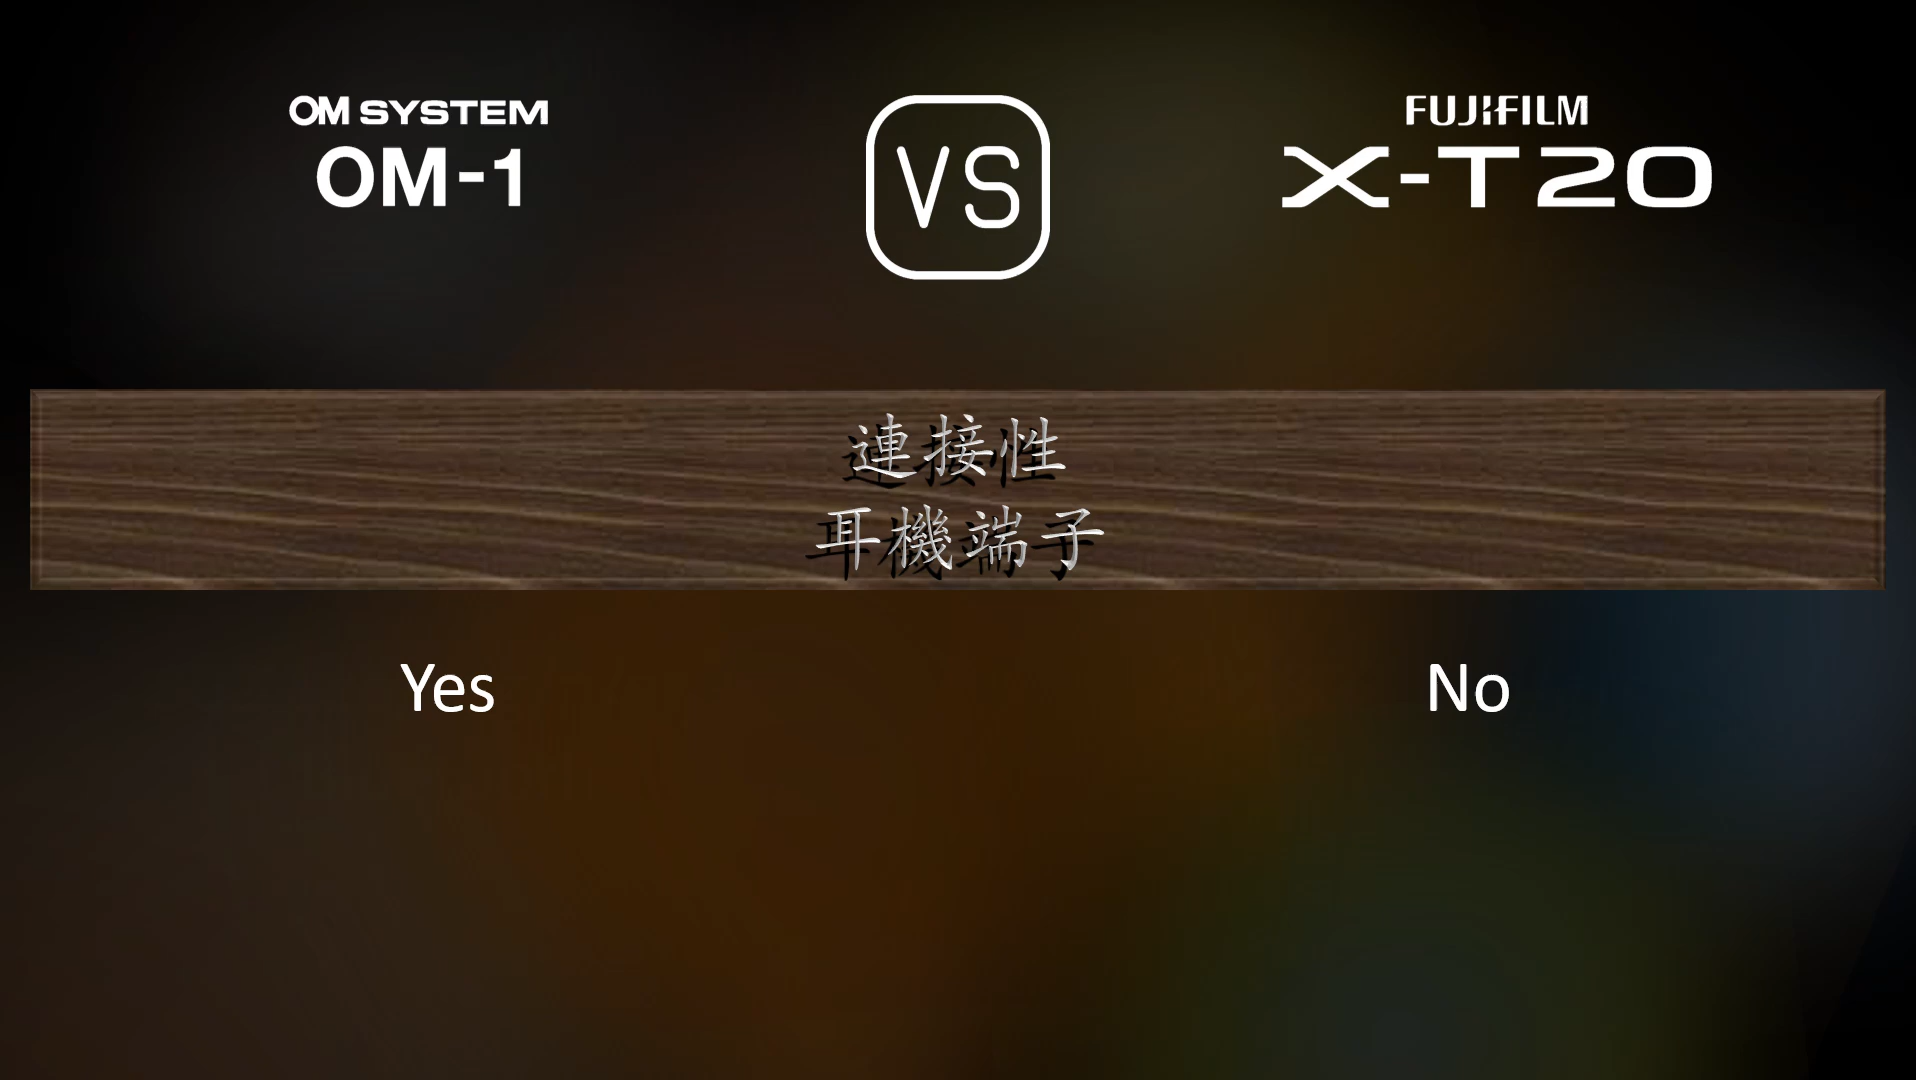 OM SYSTEM
OM-1
VS
FUJIFILM
X-T20
連接性
耳機端子
Yes
No